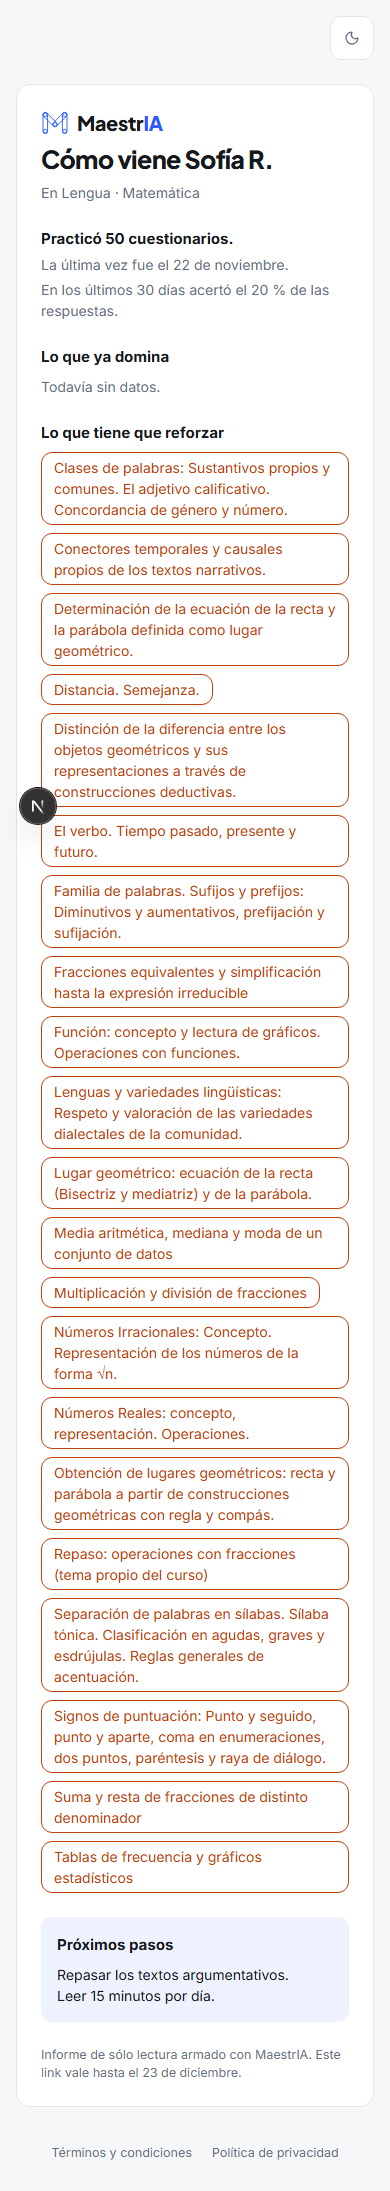 MaestrIA
Cómo viene Sofía R.
En Lengua · Matemática
Practicó 50 cuestionarios.
La última vez fue el 22 de noviembre.
En los últimos 30 días acertó el 20 % de las
respuestas.
Lo que ya domina
Todavía sin datos.
Lo que tiene que reforzar
Clases de palabras: Sustantivos propios y
comunes. El adjetivo calificativo.
Concordancia de género y número.
Conectores temporales y causales
propios de los textos narrativos.
Determinación de la ecuación de la recta y
la parábola definida como lugar
geométrico.
Distancia. Semejanza.
Distinción de la diferencia entre los
objetos geométricos y sus
representaciones a través de
construcciones deductivas.
N
El verbo. Tiempo pasado, presente y
futuro.
Familia de palabras. Sufijos y prefijos:
Diminutivos y aumentativos, prefijación y
sufijación.
Fracciones equivalentes y simplificación
hasta la expresión irreducible
Función: concepto y lectura de gráficos.
Operaciones con funciones.
Lenguas y variedades lingüísticas:
Respeto y valoración de las variedades
dialectales de la comunidad.
Lugar geométrico: ecuación de la recta
(Bisectriz y mediatriz) y de la parábola.
Media aritmética, mediana y moda de un
conjunto de datos
Multiplicación y división de fracciones
Números Irracionales: Concepto.
Representación de los números de la
forma √n.
Números Reales: concepto,
representación. Operaciones.
Obtención de lugares geométricos: recta y
parábola a partir de construcciones
geométricas con regla y compás.
Repaso: operaciones con fracciones
(tema propio del curso)
Separación de palabras en sílabas. Sílaba
tónica. Clasificación en agudas, graves y
esdrújulas. Reglas generales de
acentuación.
Signos de puntuación: Punto y seguido,
punto y aparte, coma en enumeraciones,
dos puntos, paréntesis y raya de diálogo.
Suma y resta de fracciones de distinto
denominador
Tablas de frecuencia y gráficos
estadísticos
Próximos pasos
Repasar los textos argumentativos.
Leer 15 minutos por día.
Informe de sólo lectura armado con MaestrIA. Este
link vale hasta el 23 de diciembre.
Términos y condiciones Política de privacidad